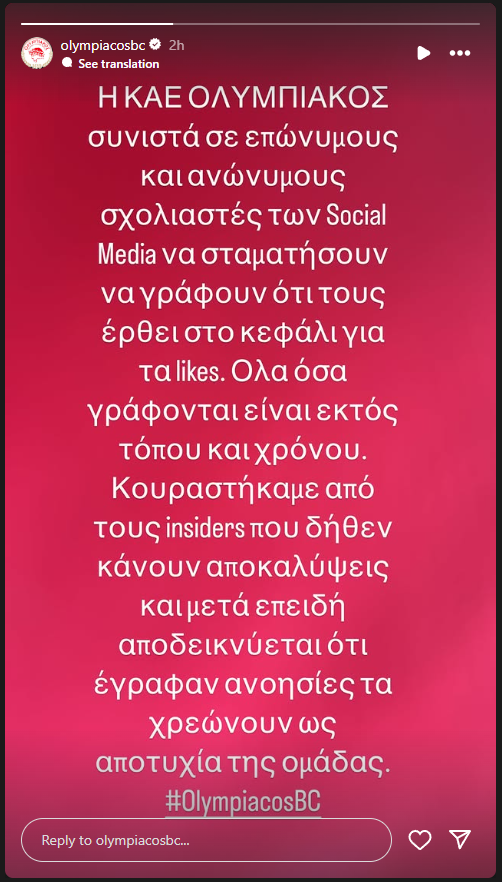 olympiacosbc 2h
See translation
Η ΚΑΕ ΟΛΥΜΠΙΑΚΟΣ
συνιστά σε επώνυμους
και ανώνυμους
σχολιαστές των Social
Media να σταματήσουν
να γράφουν ότι τους
έρθει στο κεφάλι για
τα likes. Ολα όσα
γράφονται είναι εκτός
τόπου και χρόνου.
Κουραστήκαμε από
τους insiders που δήθεν
κάνουν αποκαλύψεις
και μετά επειδή
αποδεικνύεται ότι
έγραφαν ανοησίες τα
χρεώνουν ως
αποτυχία της ομάδας.
#OlympiacosBC
Reply to olympiacosbc...